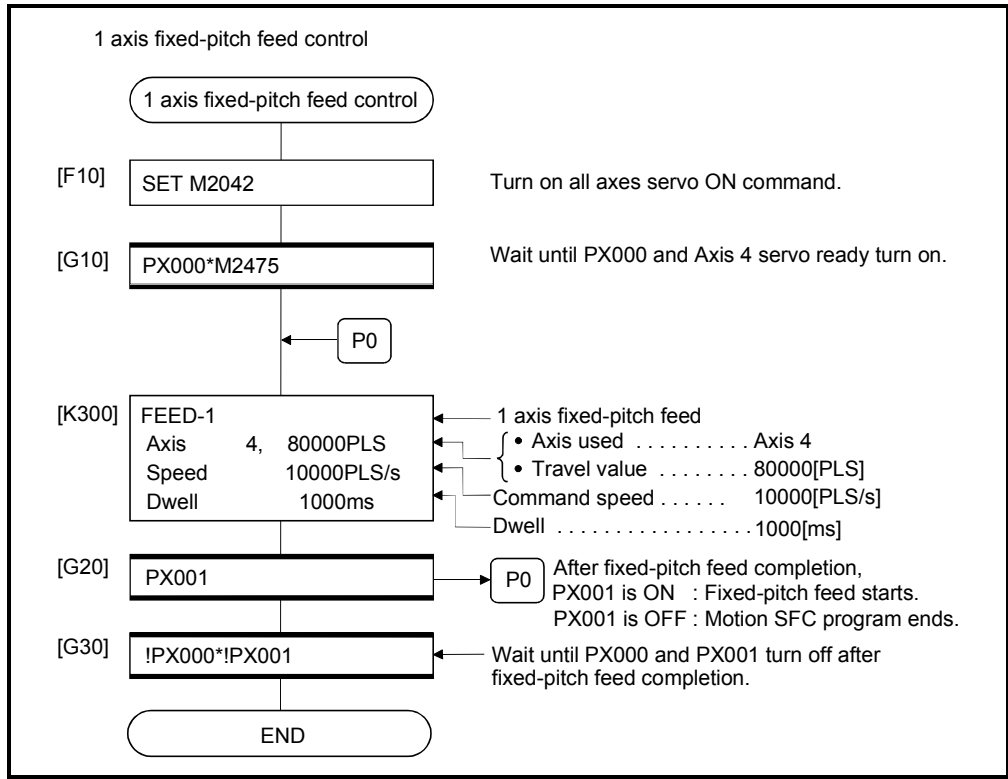 1 axis fixed-pitch feed control
1 axis fixed-pitch feed control
[F10] SET M2042 Turn on all axes servo ON command.
[G10] PX000*M2475 Wait until PX000 and Axis 4 servo ready turn on.
P0
[K300] FEED-1 1 axis fixed-pitch feed
Axis 4, 80000PLS • Axis used . . . . . . . . . . Axis 4
Speed 10000PLS/s • Travel value . . . . . . . . 80000[PLS]
Dwell 1000ms Command speed . . . . . . 10000[PLS/s]
Dwell . . . . . . . . . . . . . . . . . 1000[ms]
[G20] PX001 P0 After fixed-pitch feed completion,
PX001 is ON : Fixed-pitch feed starts.
PX001 is OFF : Motion SFC program ends.
[G30] !PX000*!PX001 Wait until PX000 and PX001 turn off after
fixed-pitch feed completion.
END